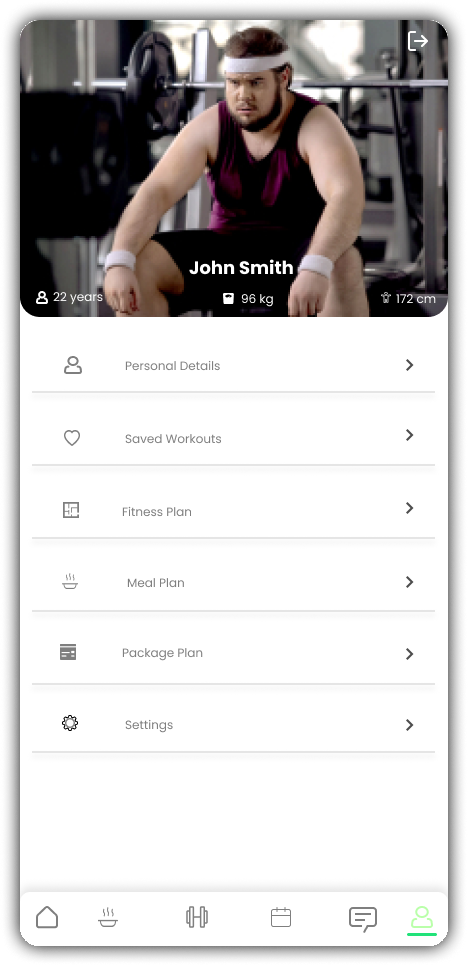 John Smith
22 years
96 kg
172 cm
Personal Details
Saved Workouts
Fitness Plan
Meal Plan
Package Plan
Settings